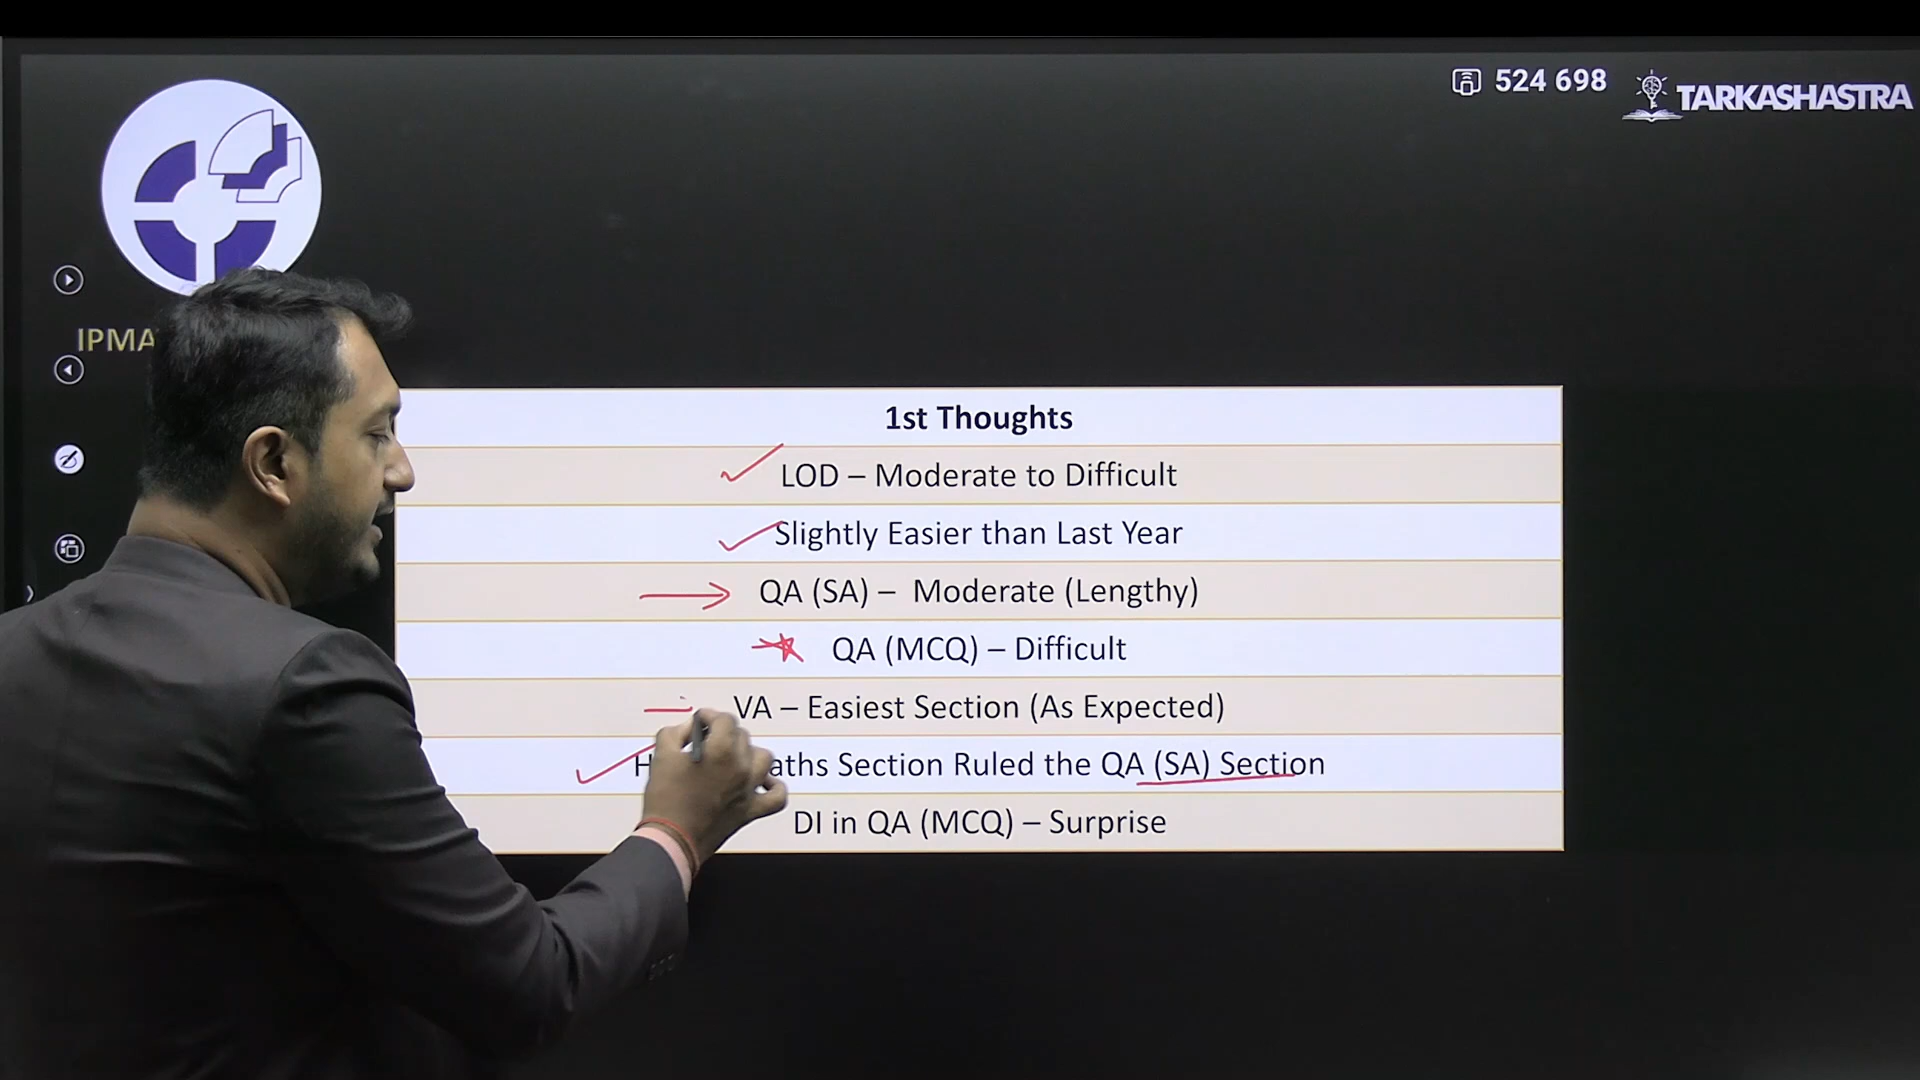 524 698
TARKASHASTRA
IPMA
1st Thoughts
LOD – Moderate to Difficult
Slightly Easier than Last Year
QA (SA) – Moderate (Lengthy)
QA (MCQ) – Difficult
VA – Easiest Section (As Expected)
Section Ruled the QA (SA) Section
DI in QA (MCQ) – Surprise